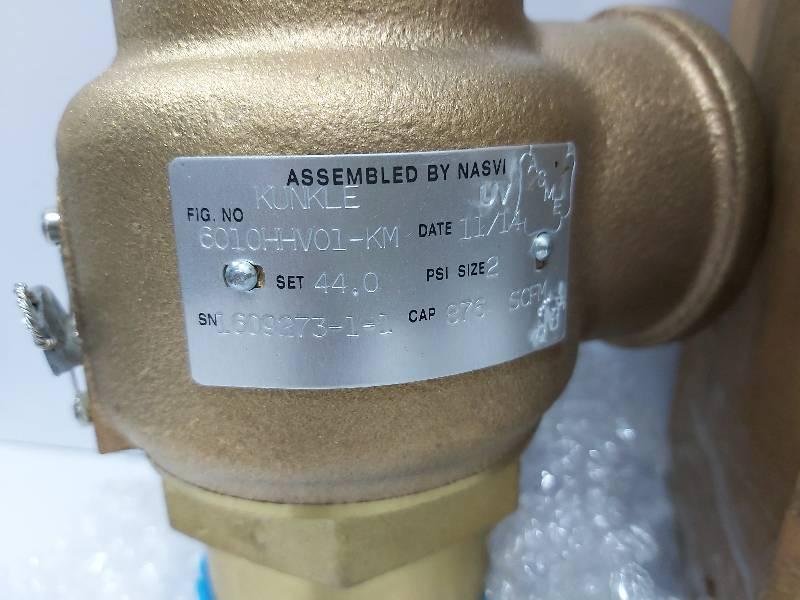 ASSEMBLED BY NASVI
KUNKLE UV ASME
FIG. NO 6010HHV01-KM DATE 11/14
SET 44.0 PSI SIZE 2
SN 1609273-1-1 CAP 876 SCFM